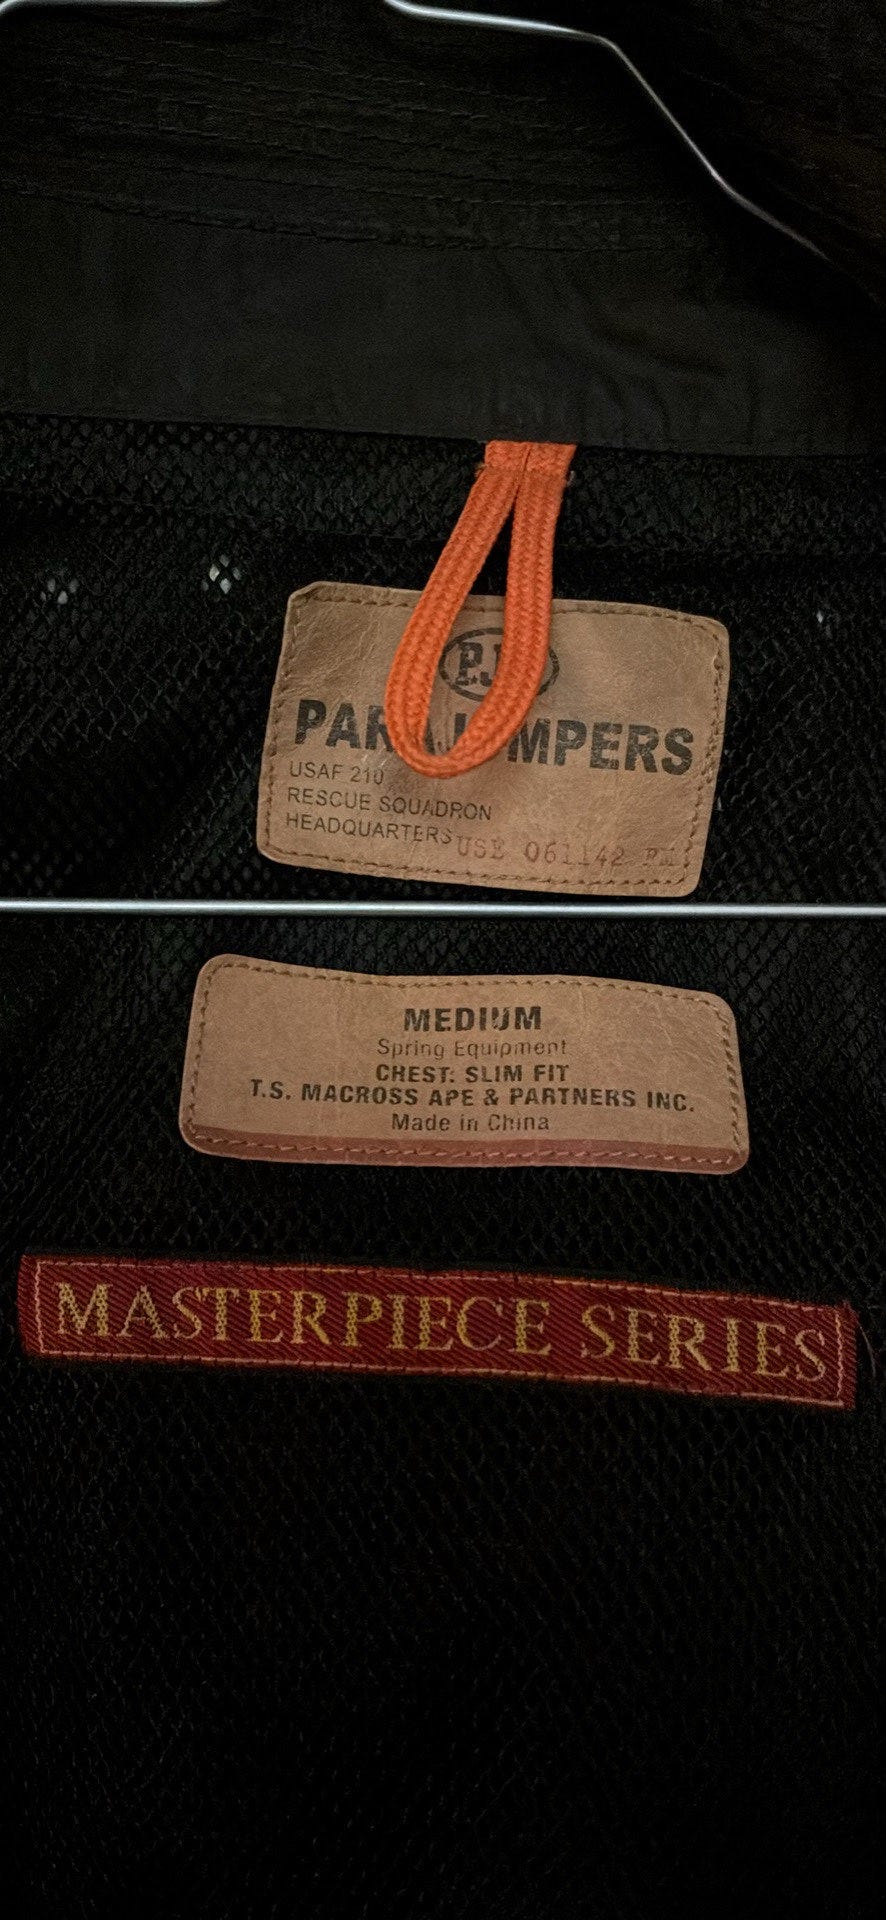 P.J
PARAJUMPERS
USAF 210
RESCUE SQUADRON
HEADQUARTERS
USE 061142 PM
MEDIUM
Spring Equipment
CHEST: SLIM FIT
T.S. MACROSS APE & PARTNERS INC.
Made in China
MASTERPIECE SERIES